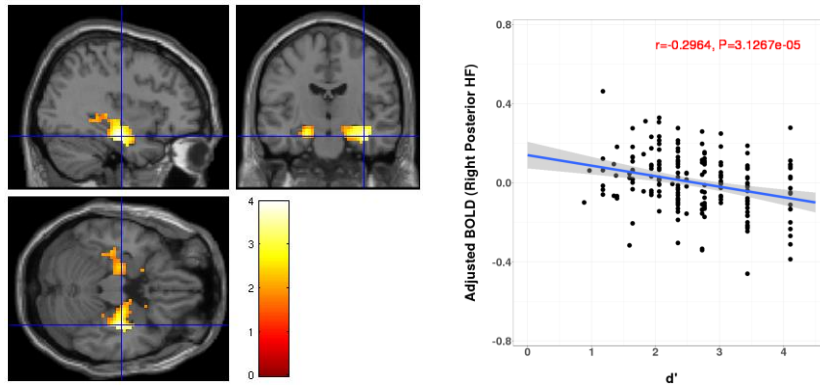 4
3
2
1
0
r=-0.2964, P=3.1267e-05
Adjusted BOLD (Right Posterior HF)
0.8
0.4
0.0
-0.4
-0.8
0 1 2 3 4
d'